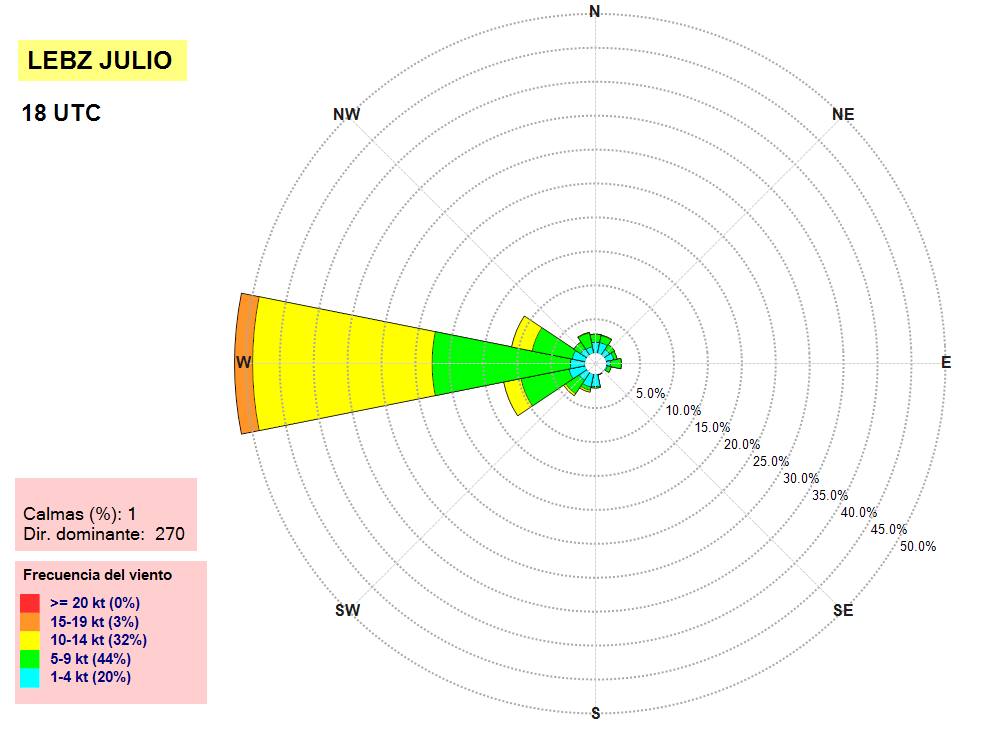 N
LEBZ JULIO
18 UTC
NW
NE
W
E
5.0%
10.0%
15.0%
20.0%
25.0%
30.0%
35.0%
40.0%
45.0%
50.0%
Calmas (%): 1
Dir. dominante: 270
Frecuencia del viento
>= 20 kt (0%)
15-19 kt (3%)
10-14 kt (32%)
5-9 kt (44%)
1-4 kt (20%)
SW
SE
S